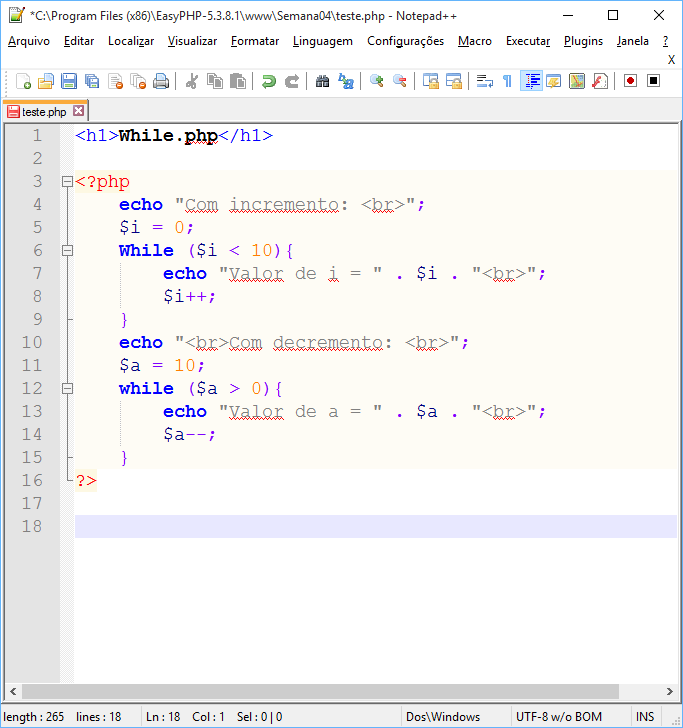 *C:\Program Files (x86)\EasyPHP-5.3.8.1\www\Semana04\teste.php - Notepad++
Arquivo Editar Localizar Visualizar Formatar Linguagem Configurações Macro Executar Plugins Janela ?
X
teste.php
1 <h1>While.php</h1>
2
3 <?php
4 echo "Com incremento: <br>";
5 $i = 0;
6 While ($i < 10){
7 echo "Valor de i = " . $i . "<br>";
8 $i++;
9 }
10 echo "<br>Com decremento: <br>";
11 $a = 10;
12 while ($a > 0){
13 echo "Valor de a = " . $a . "<br>";
14 $a--;
15 }
16 ?>
17
18
length : 265 lines : 18 Ln : 18 Col : 1 Sel : 0 | 0 Dos\Windows UTF-8 w/o BOM INS